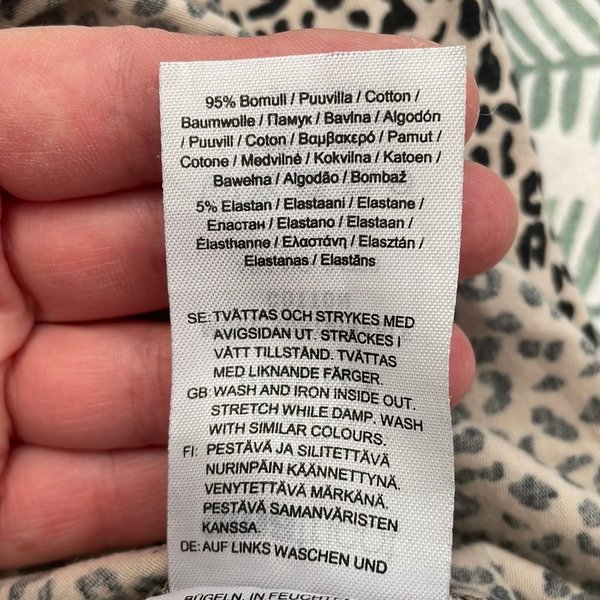 95% Bomull / Puuvilla / Cotton /
Baumwolle / Памук / Bavlna / Algodón
/ Puuvill / Coton / Βαμβακερό / Pamut /
Cotone / Medvilnė / Kokvilna / Katoen /
Bawełna / Algodão / Bombaž
5% Elastan / Elastaani / Elastane /
Еластан / Elastano / Elastaan /
Élasthanne / Ελαστάνη / Elasztán /
Elastanas / Elastāns
SE: TVÄTTAS OCH STRYKES MED
AVIGSIDAN UT. STRÄCKES I
VÅTT TILLSTÅND. TVÄTTAS
MED LIKNANDE FÄRGER.
GB: WASH AND IRON INSIDE OUT.
STRETCH WHILE DAMP. WASH
WITH SIMILAR COLOURS.
FI: PESTÄVÄ JA SILITETTÄVÄ
NURINPÄIN KÄÄNNETTYNÄ.
VENYTETTÄVÄ MÄRKÄNÄ.
PESTÄVÄ SAMANVÄRISTEN
KANSSA.
DE: AUF LINKS WASCHEN UND
BÜGELN. IN